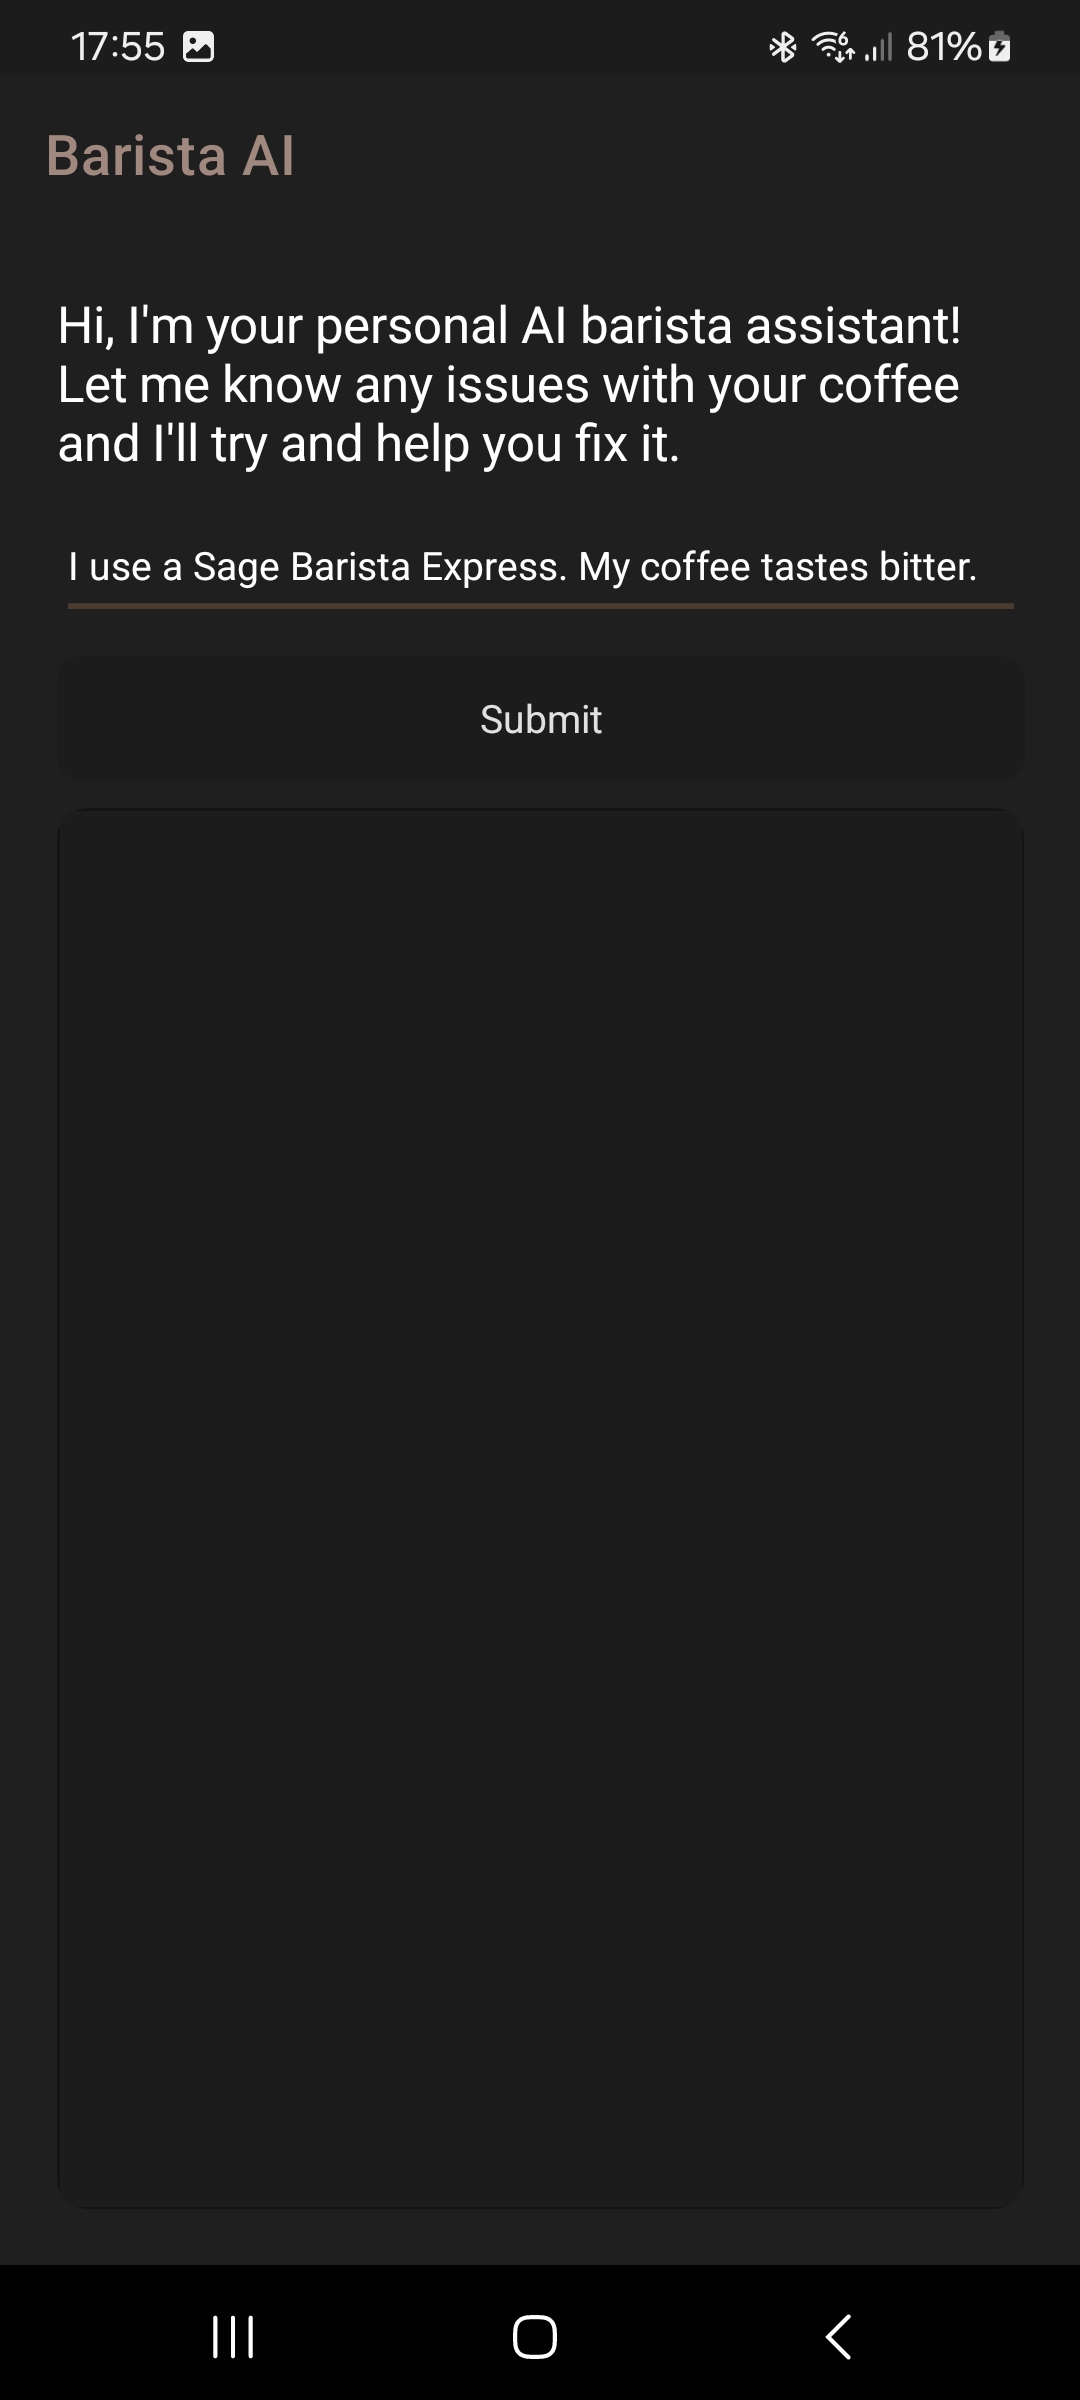 17:55 81%
Barista AI
Hi, I'm your personal AI barista assistant!
Let me know any issues with your coffee
and I'll try and help you fix it.
I use a Sage Barista Express. My coffee tastes bitter.
Submit